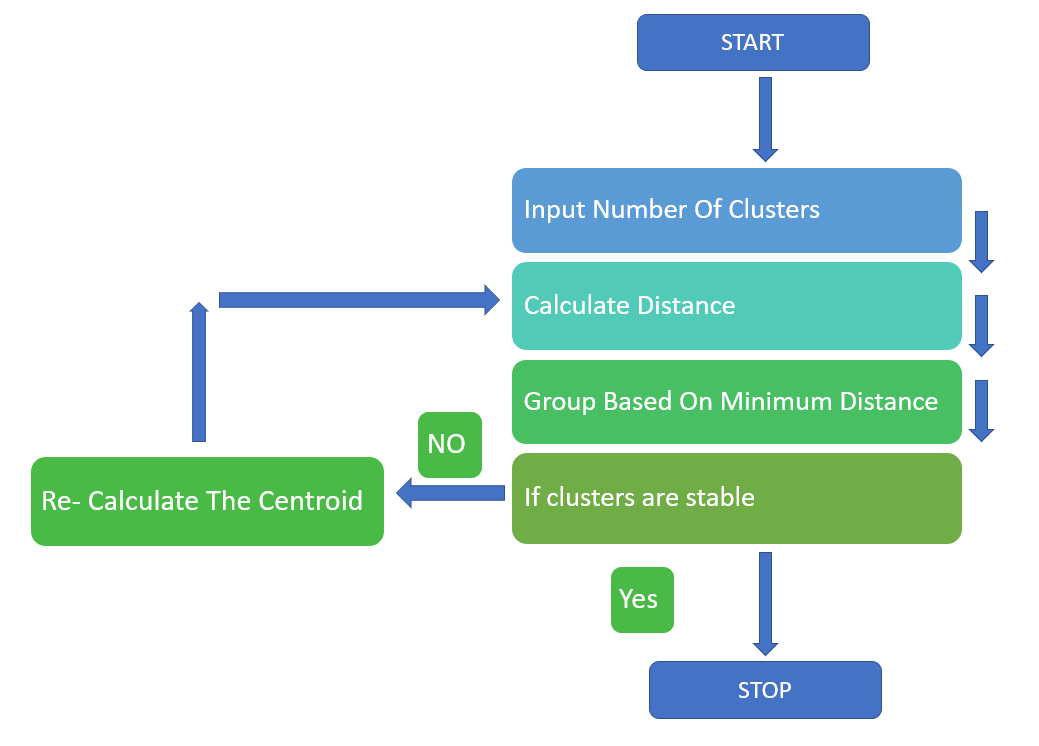 START
Input Number Of Clusters
Calculate Distance
Group Based On Minimum Distance
NO
Re- Calculate The Centroid
If clusters are stable
Yes
STOP